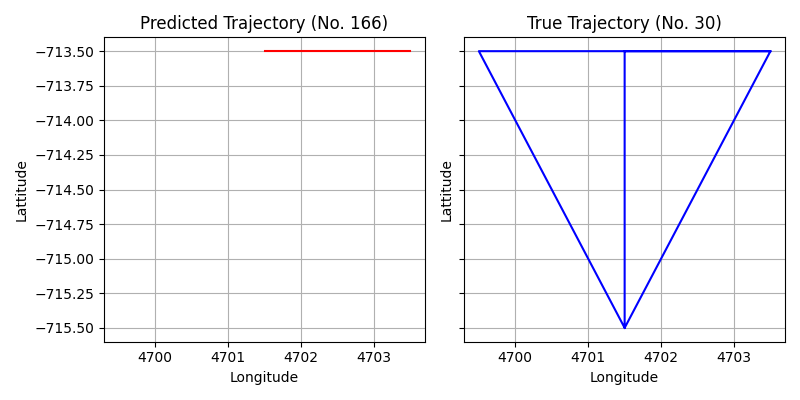 Predicted Trajectory (No. 166)
True Trajectory (No. 30)
−713.50
−713.75
−714.00
−714.25
−714.50
−714.75
−715.00
−715.25
−715.50
Lattitude
4700 4701 4702 4703
Longitude
Lattitude
4700 4701 4702 4703
Longitude